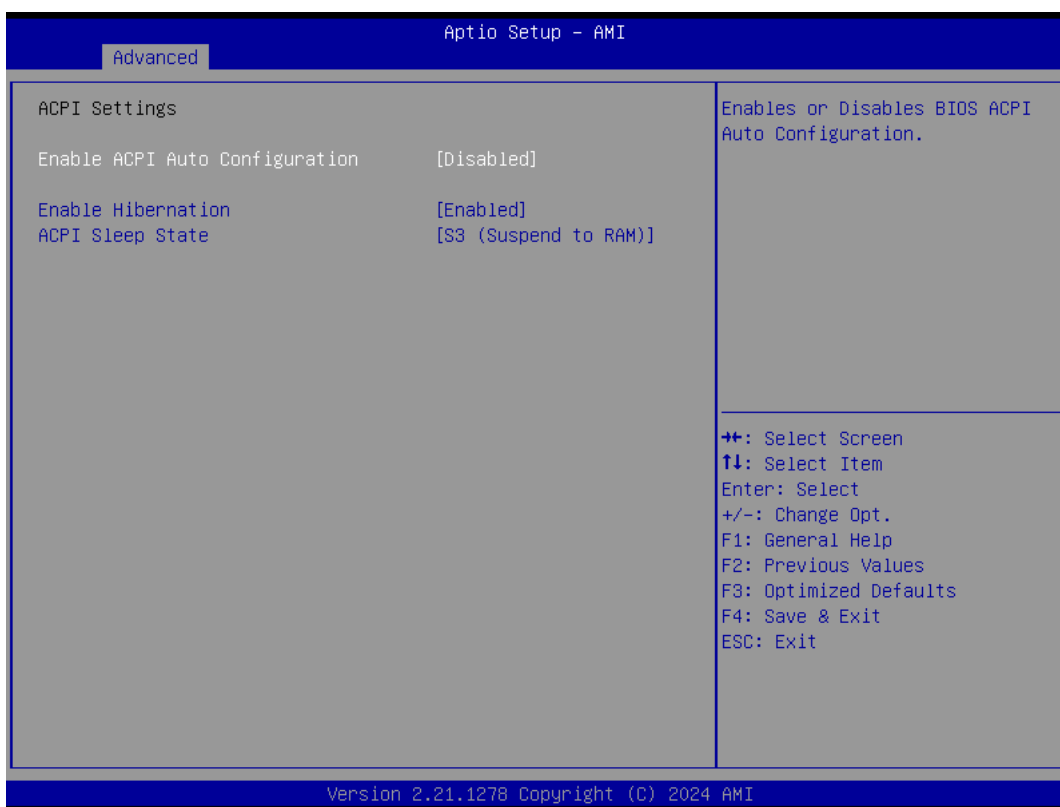 Aptio Setup – AMI
Advanced
ACPI Settings
Enable ACPI Auto Configuration [Disabled]
Enable Hibernation [Enabled]
ACPI Sleep State [S3 (Suspend to RAM)]
Enables or Disables BIOS ACPI
Auto Configuration.
→←: Select Screen
↑↓: Select Item
Enter: Select
+/-: Change Opt.
F1: General Help
F2: Previous Values
F3: Optimized Defaults
F4: Save & Exit
ESC: Exit
Version 2.21.1278 Copyright (C) 2024 AMI